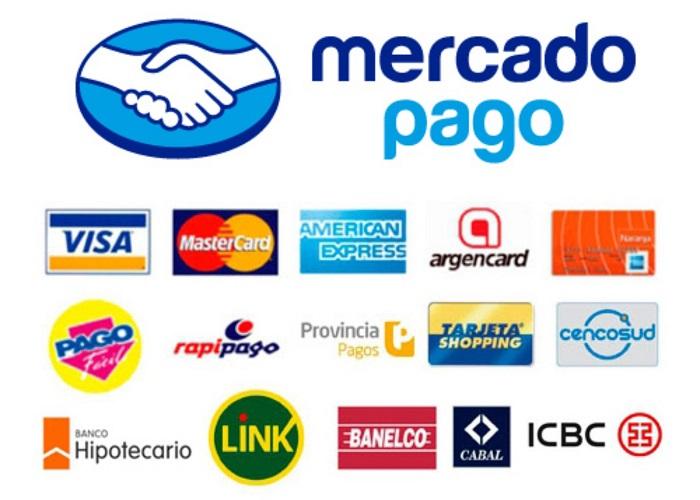 mercado
pago
VISA
MasterCard
AMERICAN
EXPRESS
argencard
Naranja
PAGO
Fácil
rapipago
Provincia
Pagos
TARJETA
SHOPPING
cencosud
BANCO
Hipotecario
LINK
BANELCO
CABAL
ICBC